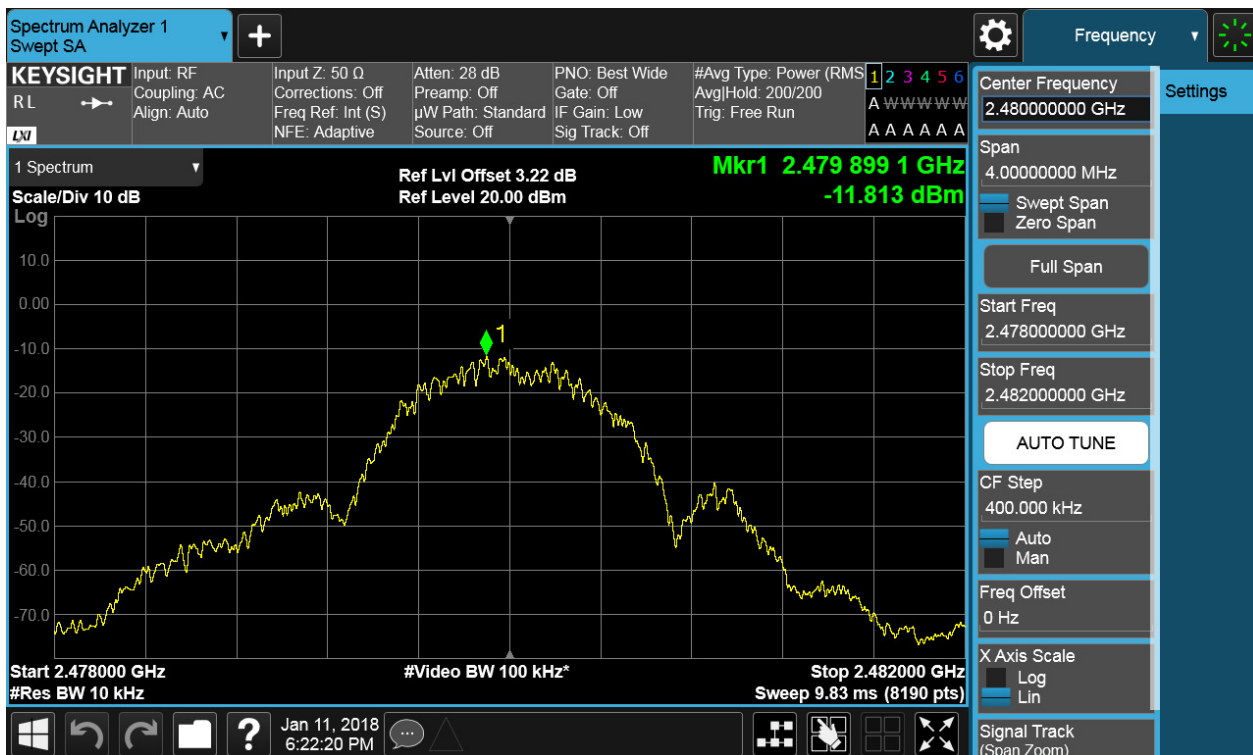 Spectrum Analyzer 1
Swept SA
+
Frequency
KEYSIGHT
R L
LXI
Input: RF
Coupling: AC
Align: Auto
Input Z: 50 Ω
Corrections: Off
Freq Ref: Int (S)
NFE: Adaptive
Atten: 28 dB
Preamp: Off
µW Path: Standard
Source: Off
PNO: Best Wide
Gate: Off
IF Gain: Low
Sig Track: Off
#Avg Type: Power (RMS
Avg|Hold: 200/200
Trig: Free Run
1 2 3 4 5 6
A W W W W W
A A A A A A
1 Spectrum
Scale/Div 10 dB
Log
Ref Lvl Offset 3.22 dB
Ref Level 20.00 dBm
Mkr1 2.479 899 1 GHz
-11.813 dBm
10.0
0.00
-10.0
-20.0
-30.0
-40.0
-50.0
-60.0
-70.0
1
Start 2.478000 GHz
#Res BW 10 kHz
#Video BW 100 kHz*
Stop 2.482000 GHz
Sweep 9.83 ms (8190 pts)
Center Frequency
2.480000000 GHz
Settings
Span
4.00000000 MHz
Swept Span
Zero Span
Full Span
Start Freq
2.478000000 GHz
Stop Freq
2.482000000 GHz
AUTO TUNE
CF Step
400.000 kHz
Auto
Man
Freq Offset
0 Hz
X Axis Scale
Log
Lin
Signal Track
(Span Zoom)
?
Jan 11, 2018
6:22:20 PM